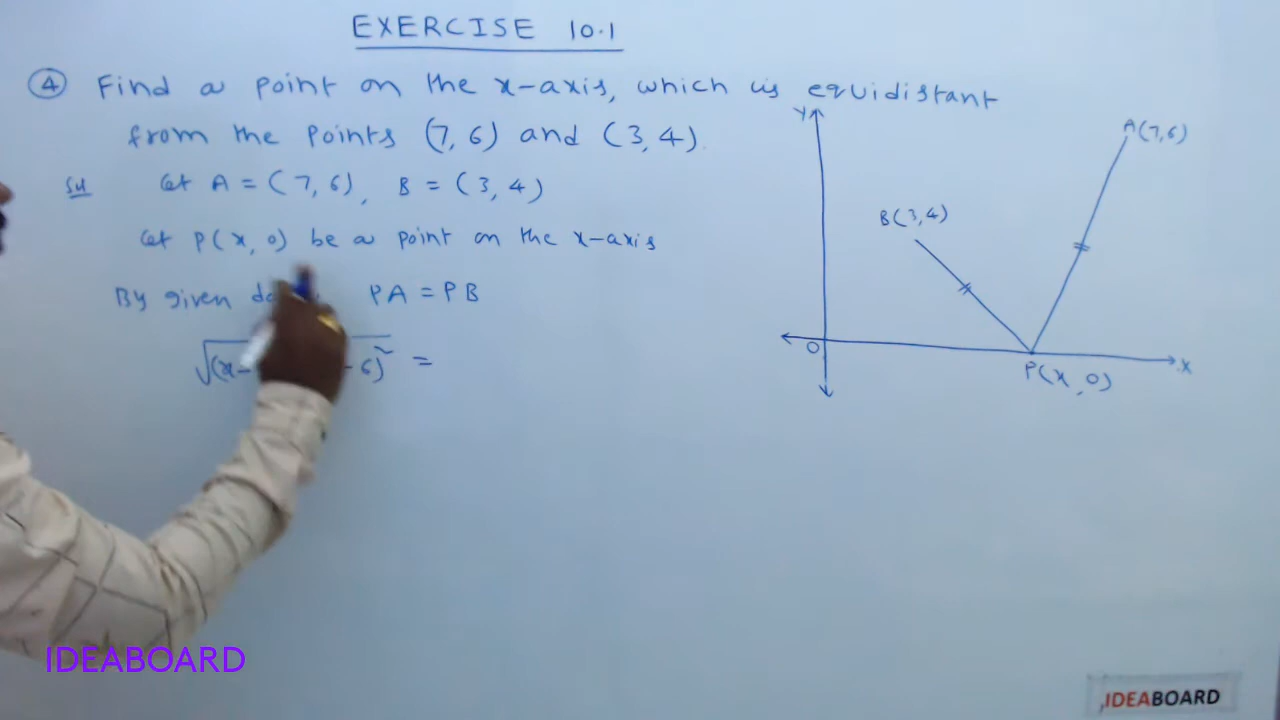 EXERCISE 10.1
4 Find a point on the x-axis, which is equidistant
from the points (7, 6) and (3, 4).
Sol Let A = (7, 6), B = (3, 4)
Let P(x, 0) be a point on the x-axis
By given PA = PB
√(x- -6)² =
Y
A(7,6)
B(3,4)
O
X
P(x, 0)
IDEABOARD
IDEABOARD